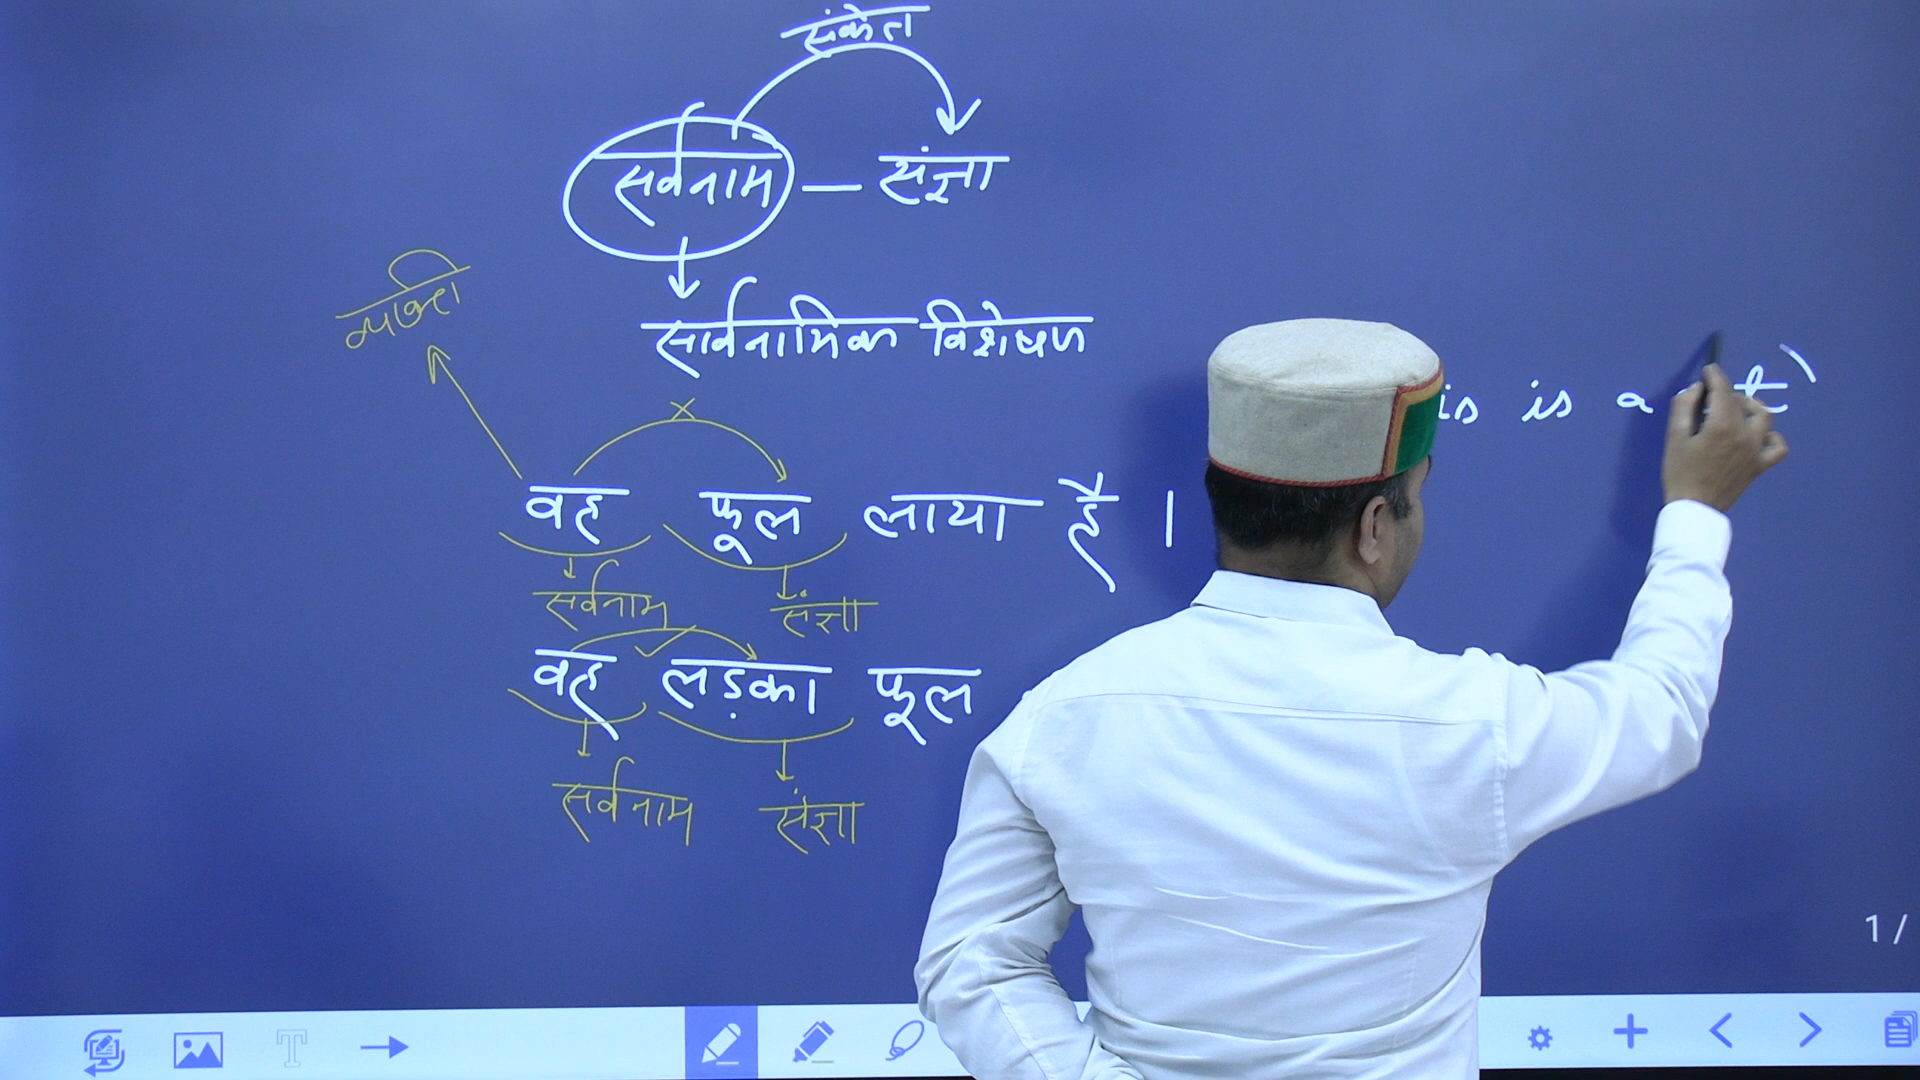 संकेत
सर्वनाम — संज्ञा
सार्वनामिक विशेषण
व्यक्ति
is is a
वह फूल लाया है ।
सर्वनाम संज्ञा
वह लड़का फूल
सर्वनाम संज्ञा
1 /
T